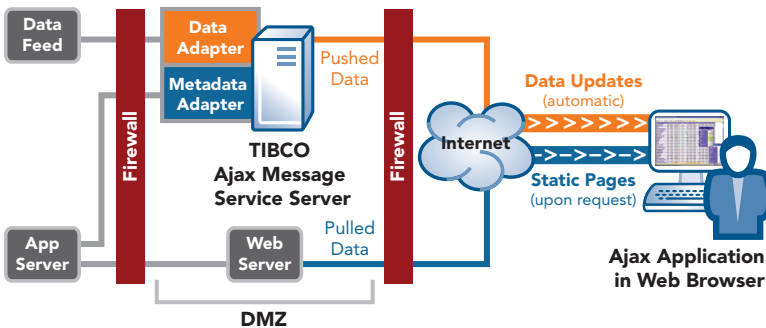 Data
Feed
Data
Adapter
Metadata
Adapter
Firewall
TIBCO
Ajax Message
Service Server
Pushed
Data
Firewall
Internet
Data Updates
(automatic)
Static Pages
(upon request)
Ajax Application
in Web Browser
App
Server
Web
Server
Pulled
Data
DMZ